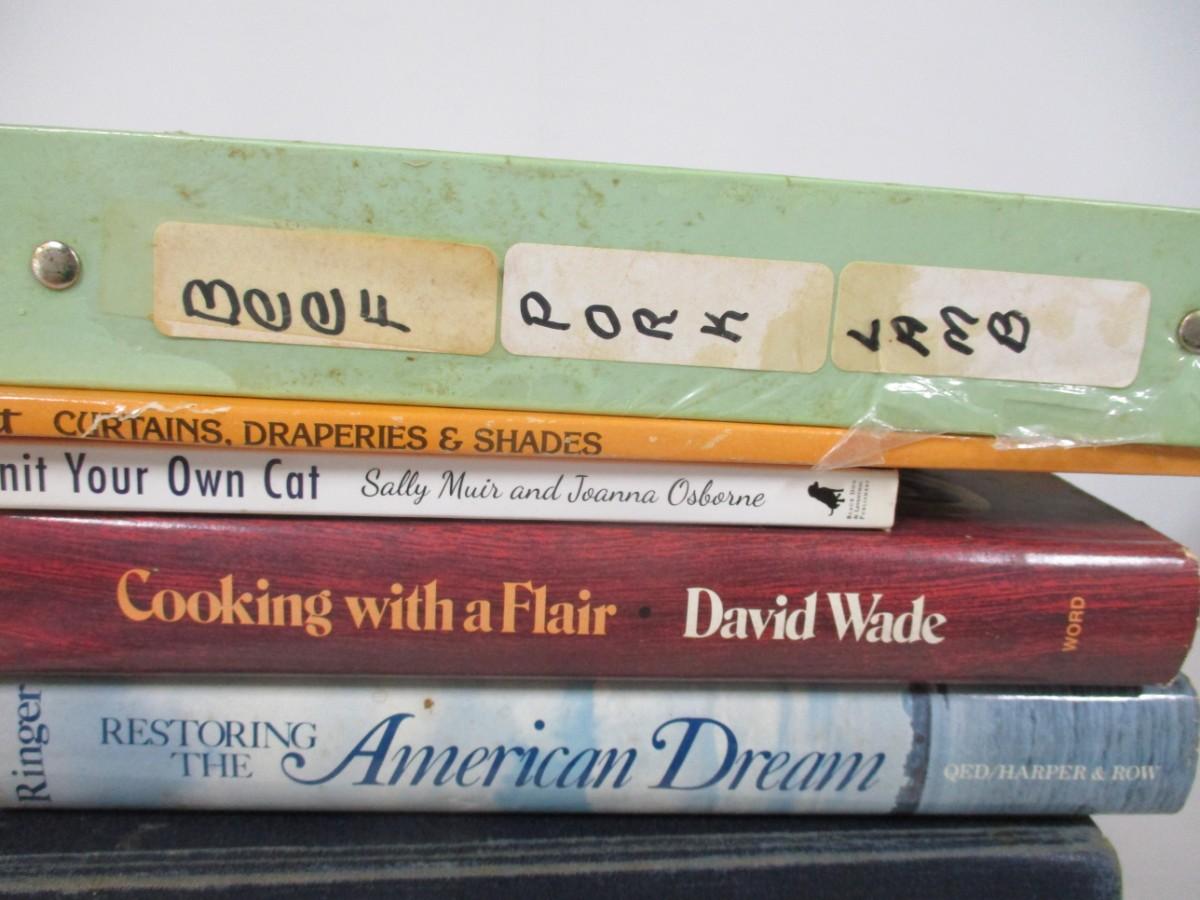 BEEF PORK LAMB
CURTAINS, DRAPERIES & SHADES
nit Your Own Cat Sally Muir and Joanna Osborne
Cooking with a Flair • David Wade WORD
Ringer RESTORING THE American Dream QED/HARPER & ROW